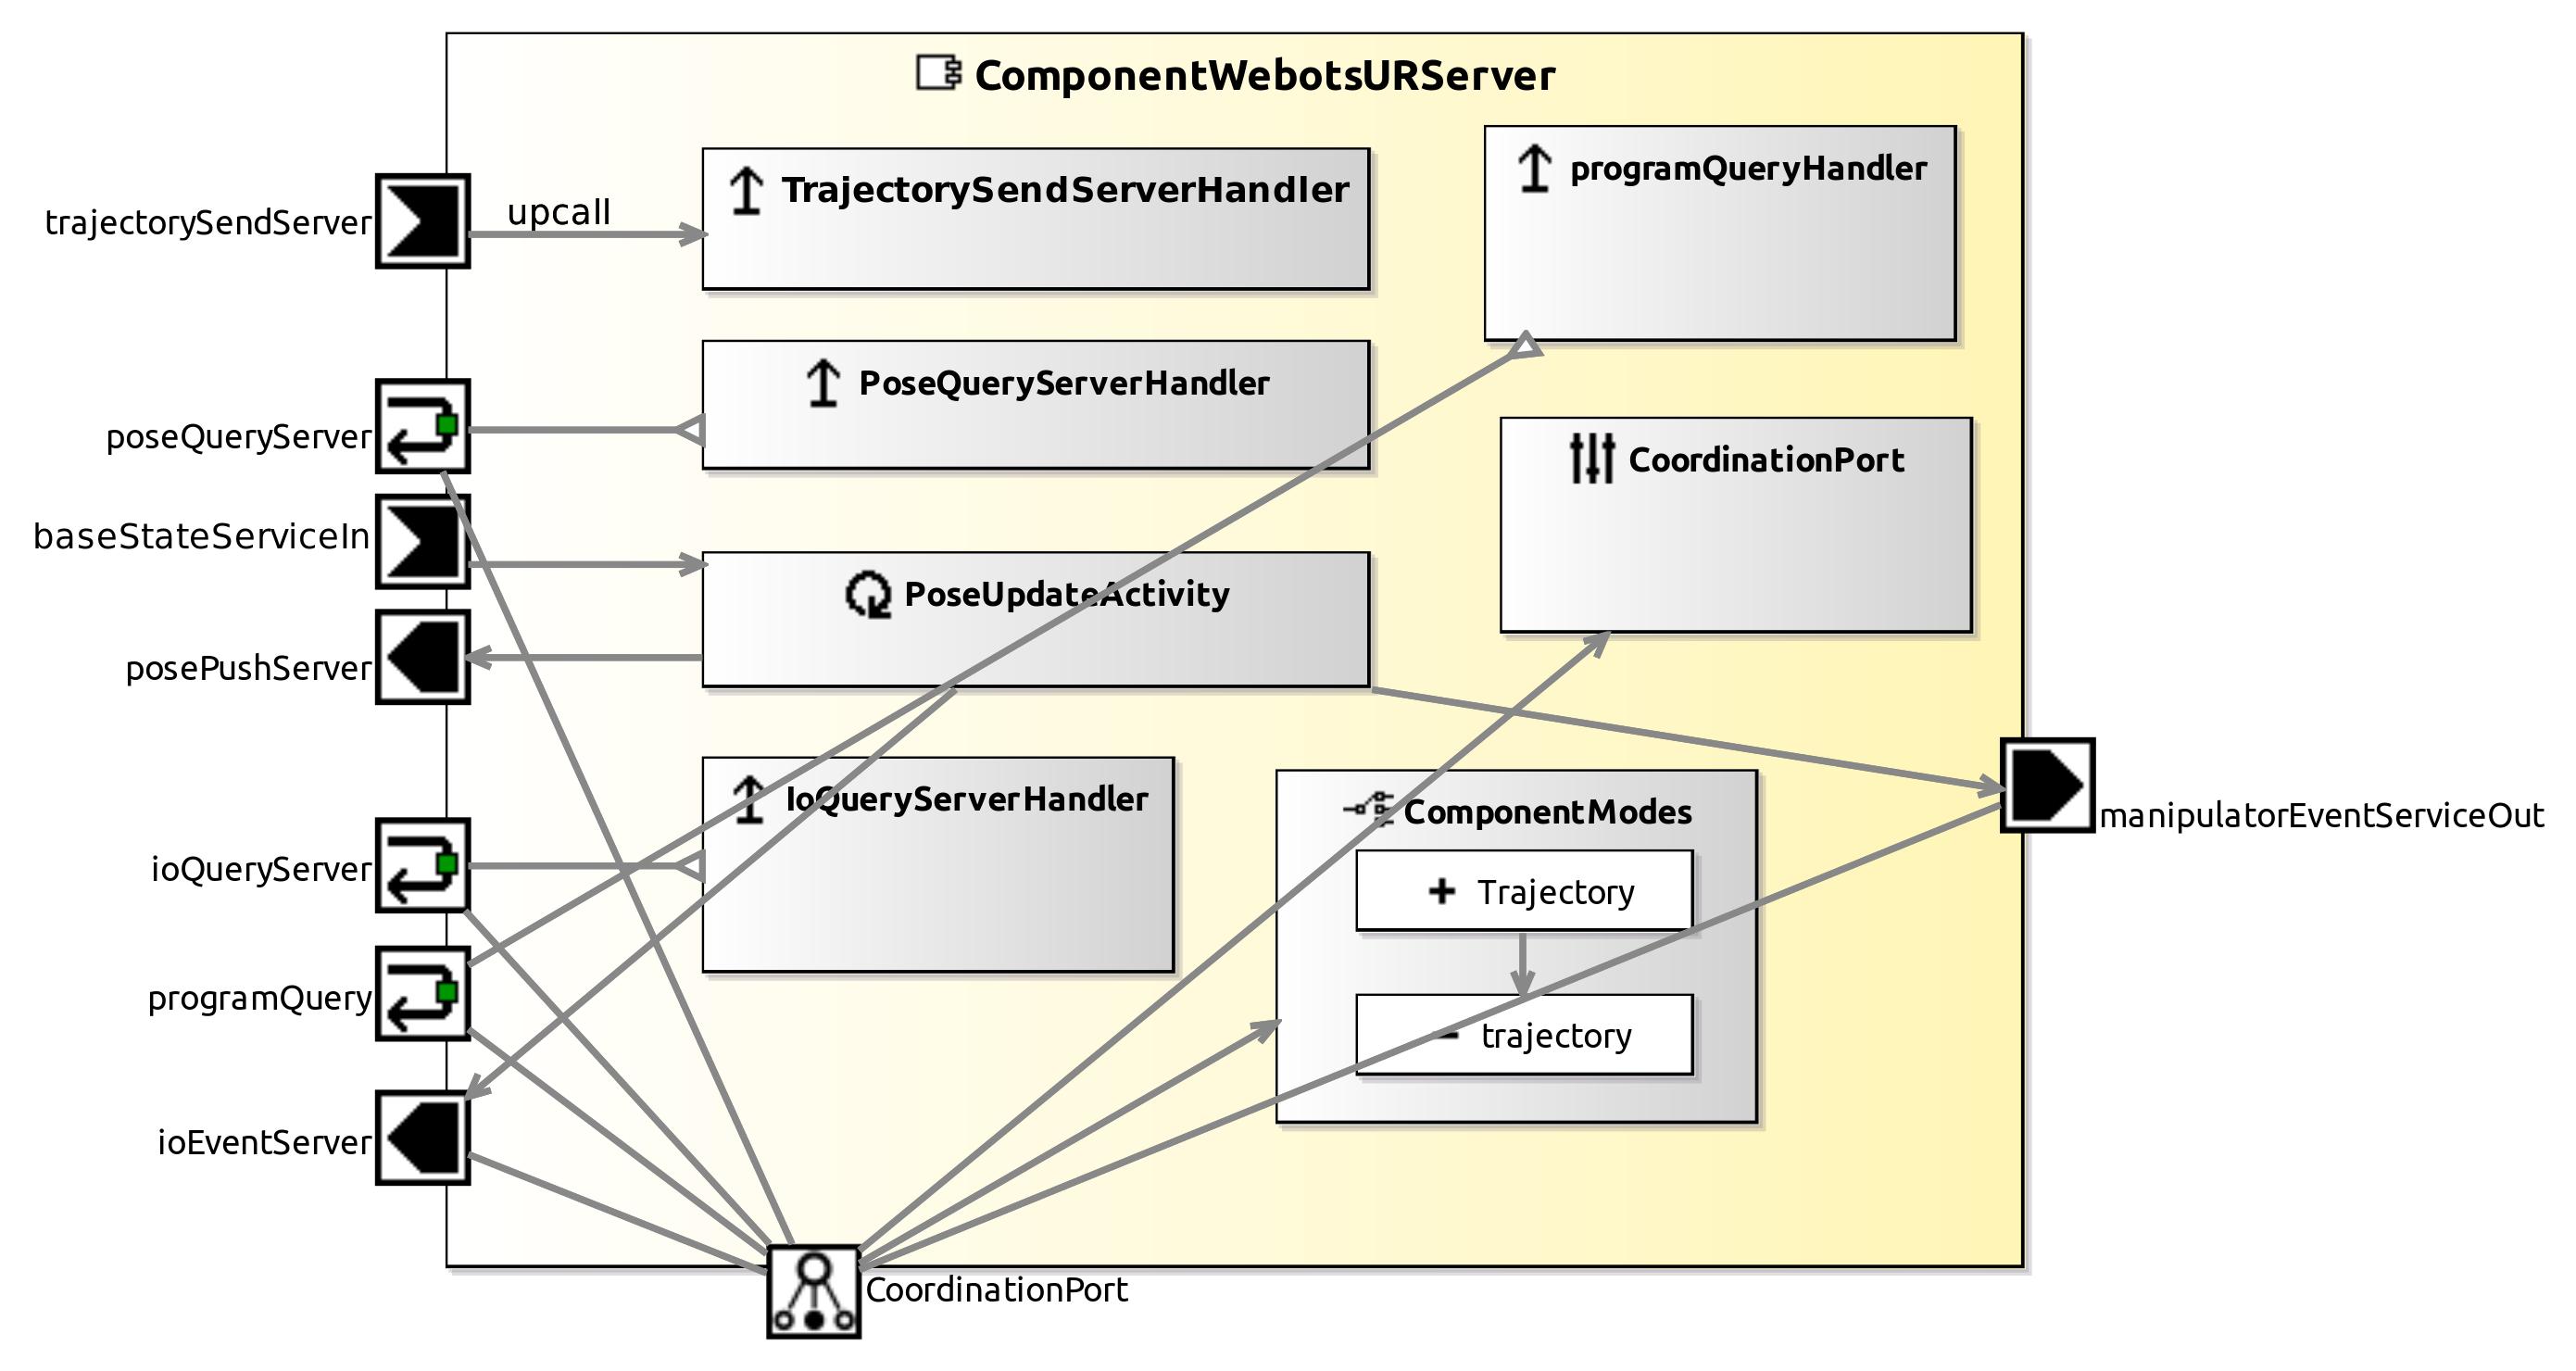 ComponentWebotsURServer
trajectorySendServer
upcall
TrajectorySendServerHandler
programQueryHandler
poseQueryServer
PoseQueryServerHandler
CoordinationPort
baseStateServiceIn
PoseUpdateActivity
posePushServer
ioQueryServer
IoQueryServerHandler
ComponentModes
manipulatorEventServiceOut
Trajectory
programQuery
trajectory
ioEventServer
CoordinationPort